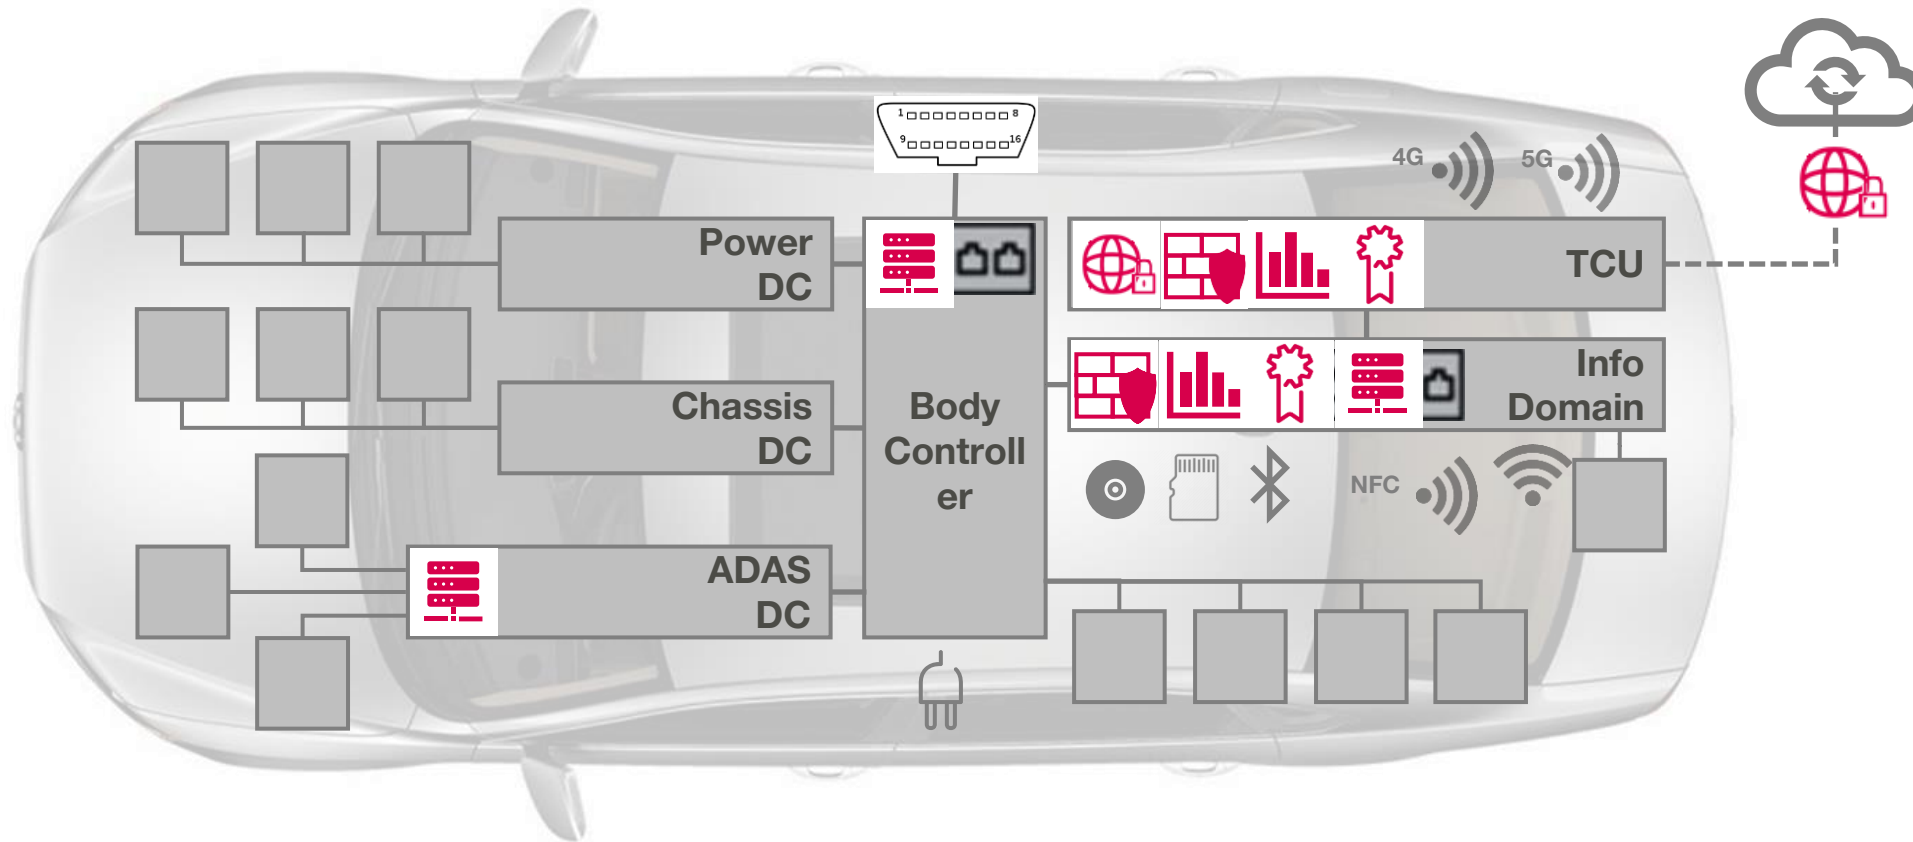 1 8
9 16
4G
5G
Power
DC
TCU
Chassis
DC
Body
Controll
er
Info
Domain
NFC
ADAS
DC